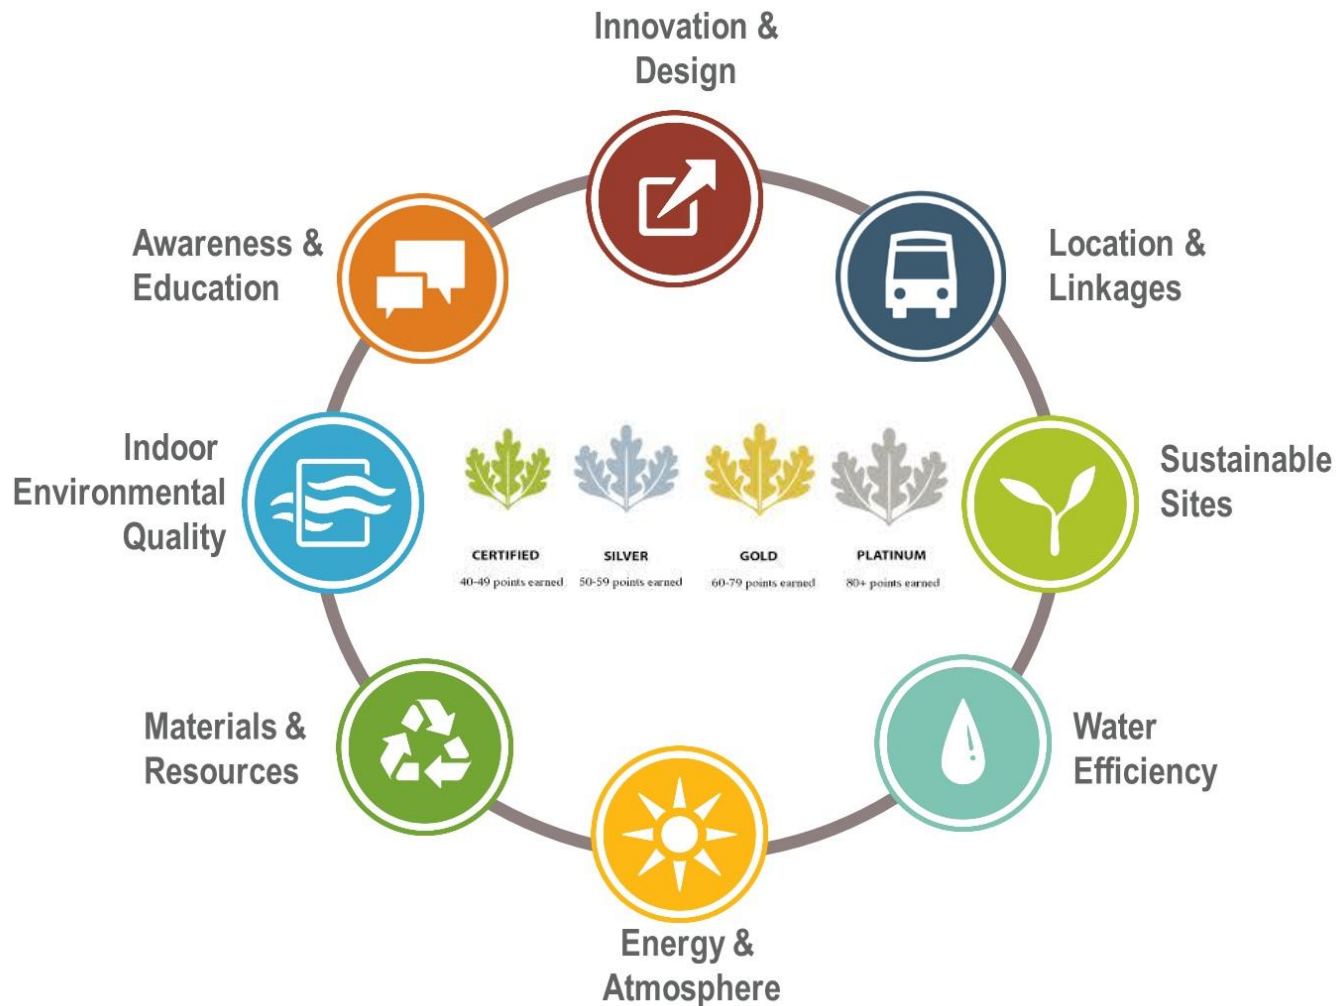 Innovation &
Design
Awareness &
Education
Location &
Linkages
Indoor
Environmental
Quality
Sustainable
Sites
CERTIFIED
40-49 points earned
SILVER
50-59 points earned
GOLD
60-79 points earned
PLATINUM
80+ points earned
Materials &
Resources
Water
Efficiency
Energy &
Atmosphere